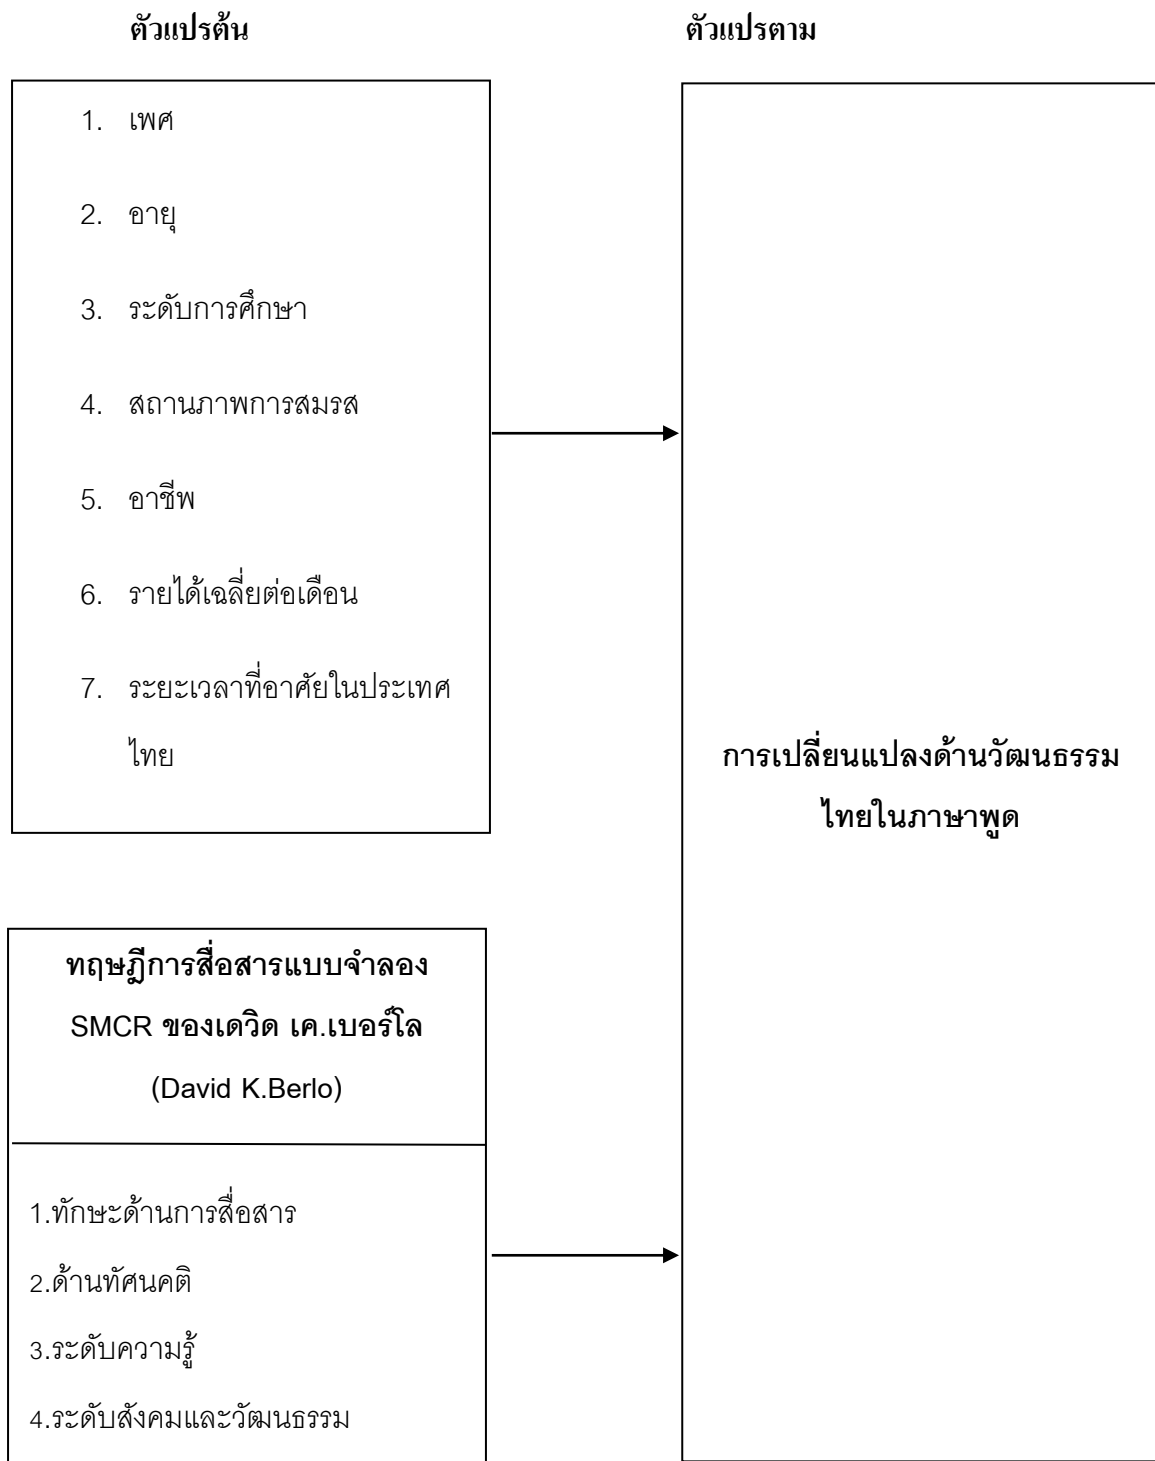 ตัวแปรต้น
ตัวแปรตาม
1. เพศ
2. อายุ
3. ระดับการศึกษา
4. สถานภาพการสมรส
5. อาชีพ
6. รายได้เฉลี่ยต่อเดือน
7. ระยะเวลาที่อาศัยในประเทศ
ไทย
การเปลี่ยนแปลงด้านวัฒนธรรม
ไทยในภาษาพูด
ทฤษฎีการสื่อสารแบบจำลอง
SMCR ของเดวิด เค.เบอร์โล
(David K.Berlo)
1.ทักษะด้านการสื่อสาร
2.ด้านทัศนคติ
3.ระดับความรู้
4.ระดับสังคมและวัฒนธรรม